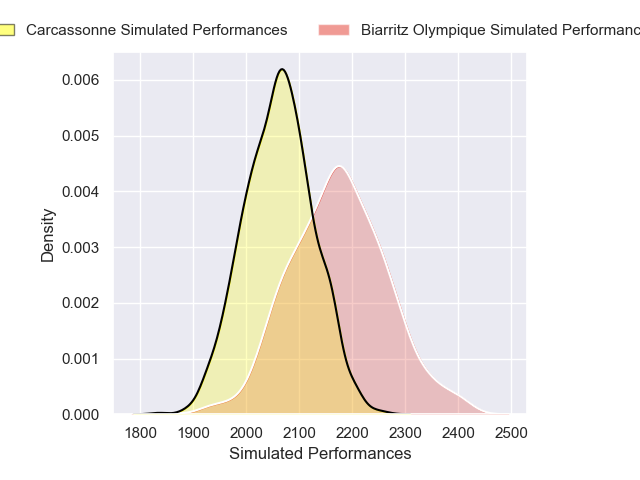 Carcassonne Simulated Performances
Biarritz Olympique Simulated
0.006
0.005
0.004
0.003
0.002
0.001
0.000
Density
1800 1900 2000 2100 2200 2300 2400 2500
Simulated Performances